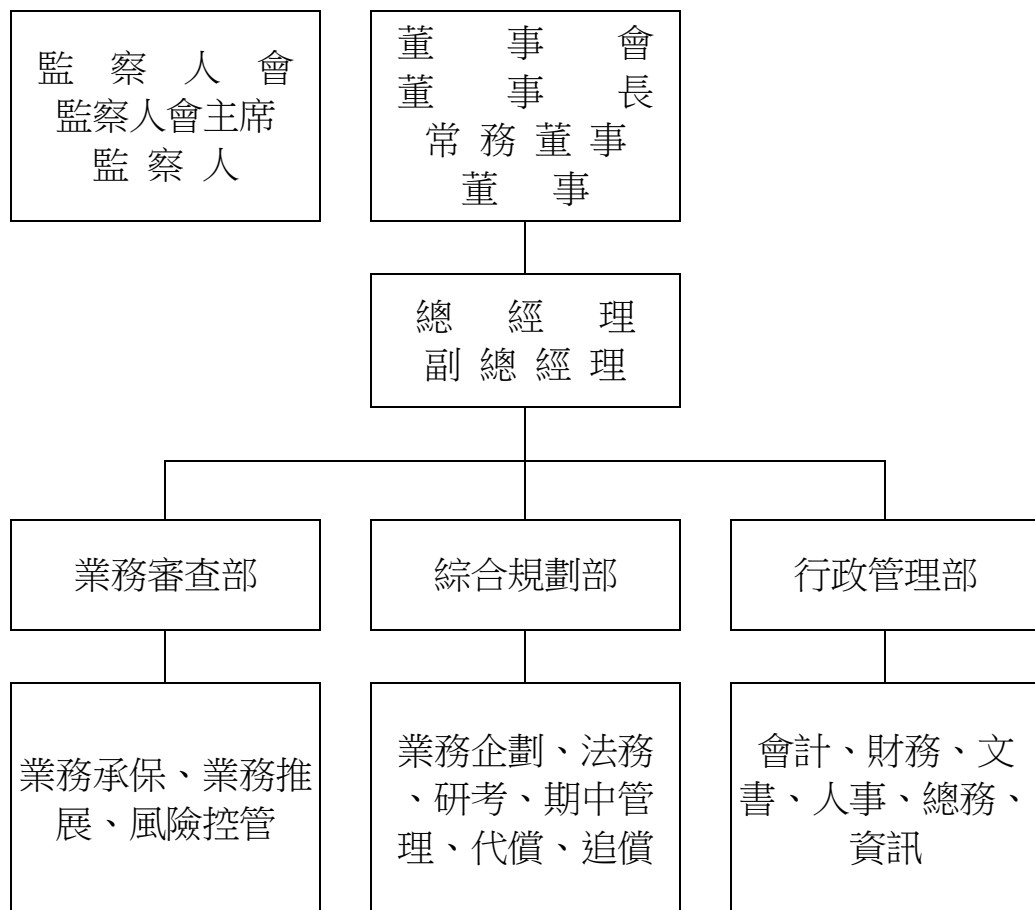 監察人會
監察人會主席
監察人
董事會
董事長
常務董事
董事
總經理
副總經理
業務審查部
綜合規劃部
行政管理部
業務承保、業務推
展、風險控管
業務企劃、法務
、研考、期中管
理、代償、追償
會計、財務、文
書、人事、總務、
資訊